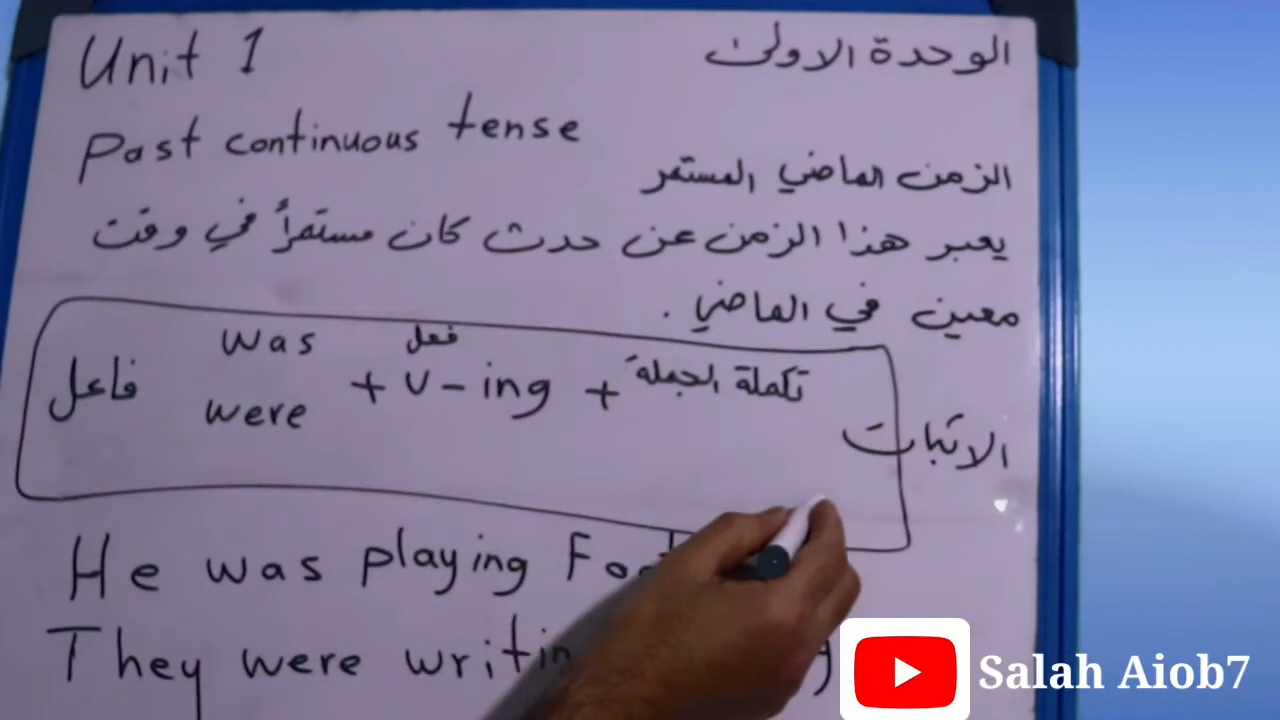 Unit 1
الوحدة الاولى
Past continuous tense
الزمن الماضي المستمر
يعبر هذا الزمن عن حدث كان مستمراً في وقت
معين في الماضي .
فاعل was were + فعل v-ing + تكملة الجملة
الاثبات
He was playing
They were
Salah Aiob7